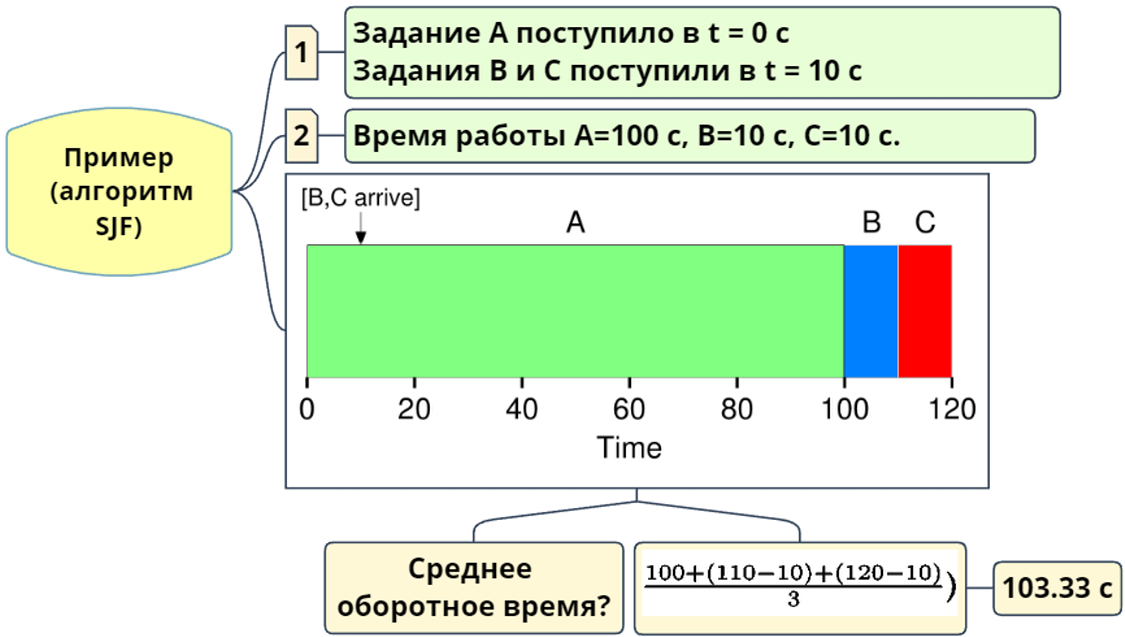 Пример
(алгоритм
SJF)
1
Задание A поступило в t = 0 с
Задания B и C поступили в t = 10 с
2
Время работы A=100 с, B=10 с, C=10 с.
[B,C arrive]
A
B
C
0 20 40 60 80 100 120
Time
Среднее
оборотное время?
100+(110−10)+(120−10)
3
)
103.33 с